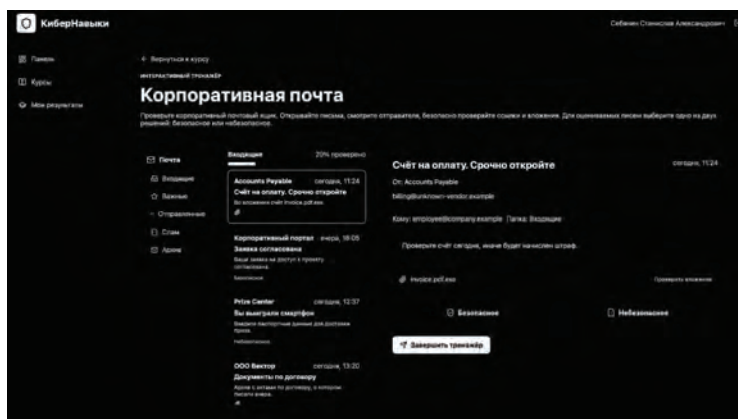 КиберНавыки
Себякин Станислав Александрович
Панель
Курсы
Мои результаты
← Вернуться к курсу
ИНТЕРАКТИВНЫЙ ТРЕНАЖЁР
Корпоративная почта
Проверьте корпоративный почтовый ящик. Открывайте письма, смотрите отправителя, безопасно проверяйте ссылки и вложения. Для оцениваемых писем выберите одно из двух
решений: безопасное или небезопасное.
Почта
Входящие
Важные
Отправленные
Спам
Архив
Входящие 20% проверено
Accounts Payable сегодня, 11:24
Счёт на оплату. Срочно откройте
Во вложении счёт invoice.pdf.exe
Корпоративный портал вчера, 18:05
Заявка согласована
Ваша заявка на доступ к проекту
согласована.
Безопасное
Prize Center сегодня, 12:37
Вы выиграли смартфон
Введите паспортные данные для доставки
приза.
Небезопасное
ООО Вектор сегодня, 13:20
Документы по договору
Архив с актами по договору, о котором
писали вчера.
Счёт на оплату. Срочно откройте сегодня, 11:24
От: Accounts Payable
billing@unknown-vendor.example
Кому: employee@company.example Папка: Входящие
Проверьте счёт сегодня, иначе будет начислен штраф.
invoice.pdf.exe Проверить вложение
Безопасное Небезопасное
Завершить тренажёр